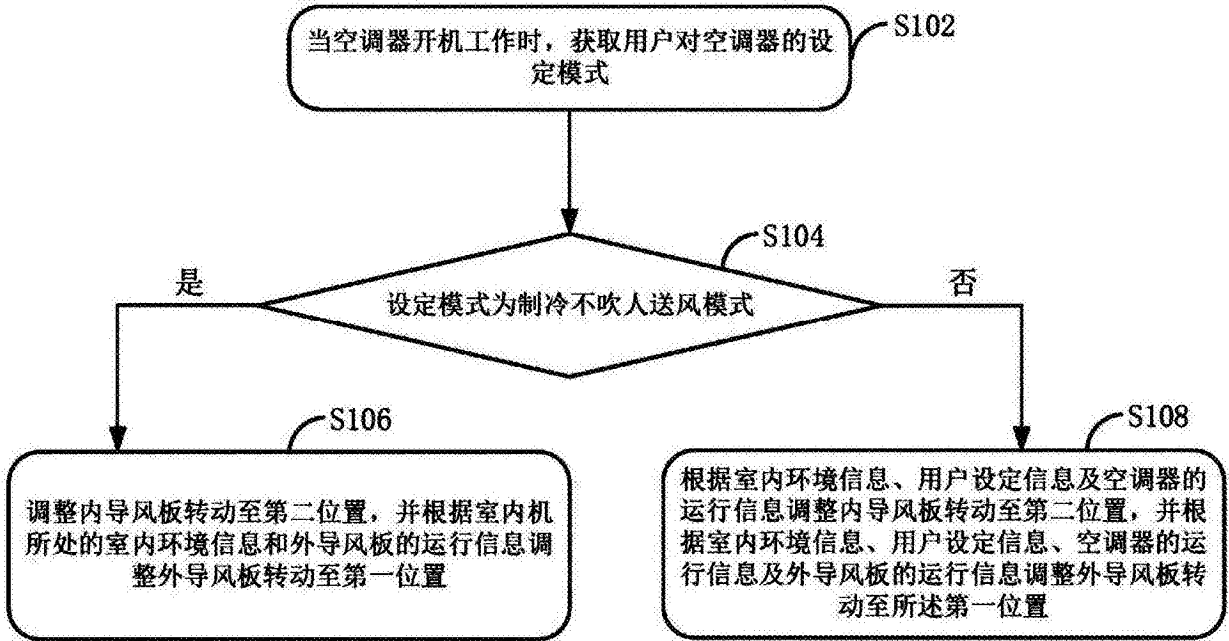 S102
当空调器开机工作时，获取用户对空调器的设
定模式
S104
是
否
设定模式为制冷不吹人送风模式
S106
S108
调整内导风板转动至第二位置，并根据室内机
所处的室内环境信息和外导风板的运行信息调
整外导风板转动至第一位置
根据室内环境信息、用户设定信息及空调器的
运行信息调整内导风板转动至第二位置，并根
据室内环境信息、用户设定信息、空调器的运
行信息及外导风板的运行信息调整外导风板转
动至所述第一位置